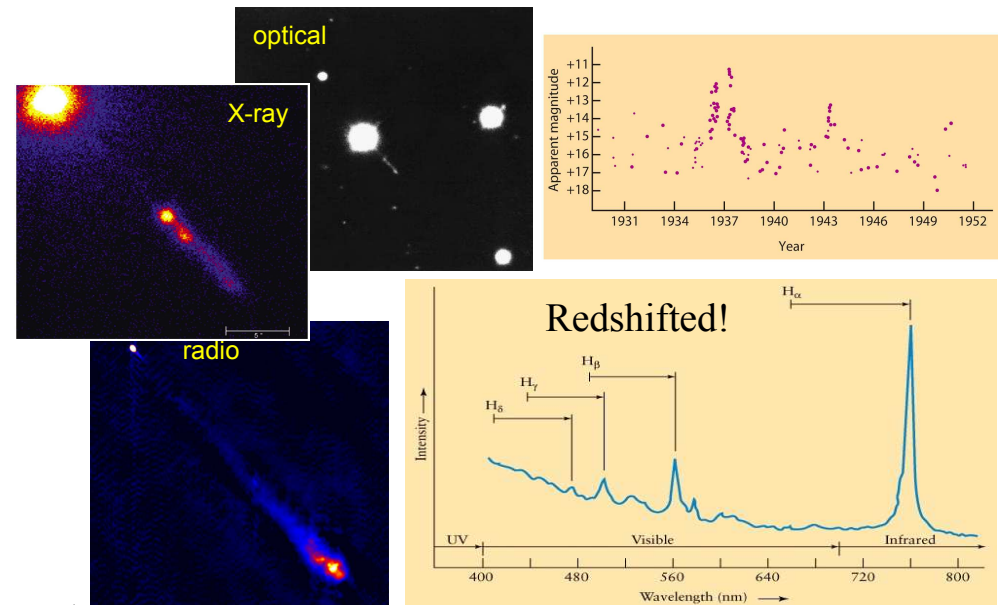 optical
X-ray
5 "
radio
Apparent magnitude
+11
+12
+13
+14
+15
+16
+17
+18
1931 1934 1937 1940 1943 1946 1949 1952
Year
Redshifted!
Hα
Hβ
Hγ
Hδ
Intensity
UV Visible Infrared
400 480 560 640 720 800
Wavelength (nm)